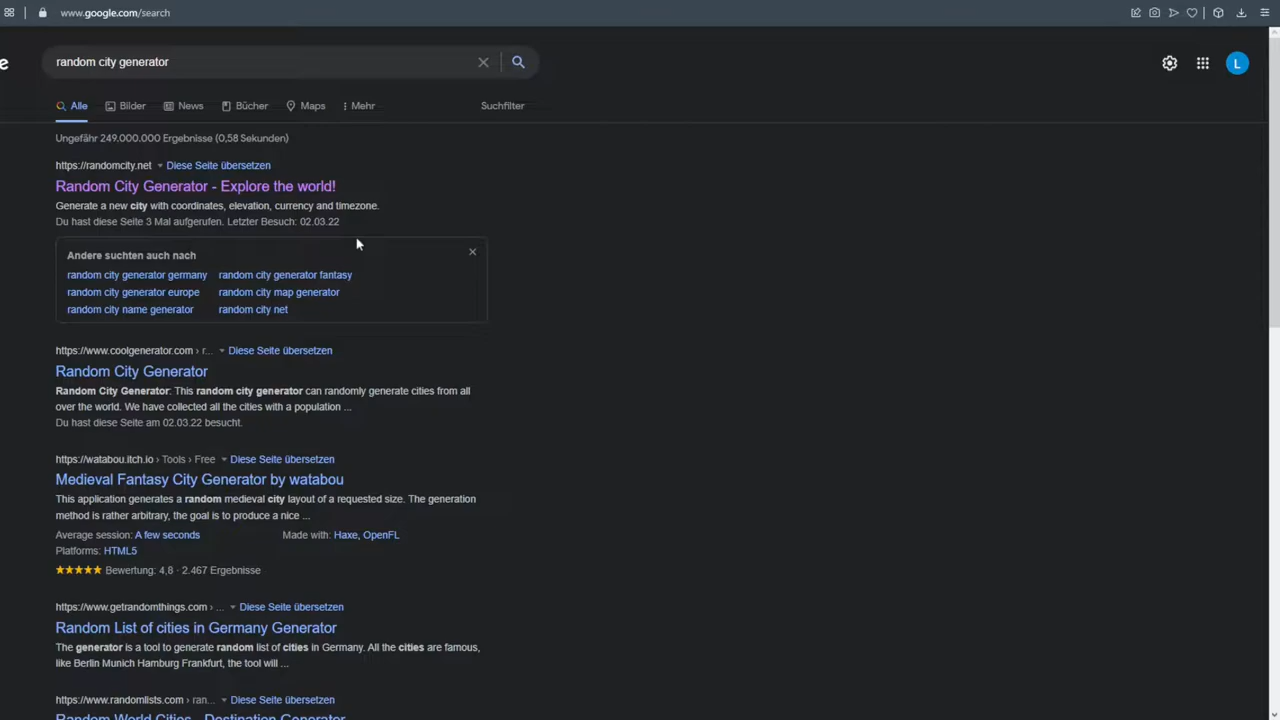 www.google.com/search
e
random city generator
L
Alle
Bilder
News
Bücher
Maps
Mehr
Suchfilter
Ungefähr 249.000.000 Ergebnisse (0,58 Sekunden)
https://randomcity.net Diese Seite übersetzen
Random City Generator - Explore the world!
Generate a new city with coordinates, elevation, currency and timezone.
Du hast diese Seite 3 Mal aufgerufen. Letzter Besuch: 02.03.22
Andere suchten auch nach
random city generator germany random city generator fantasy
random city generator europe random city map generator
random city name generator random city net
https://www.coolgenerator.com › r... Diese Seite übersetzen
Random City Generator
Random City Generator: This random city generator can randomly generate cities from all
over the world. We have collected all the cities with a population ...
Du hast diese Seite am 02.03.22 besucht.
https://watabou.itch.io › Tools › Free Diese Seite übersetzen
Medieval Fantasy City Generator by watabou
This application generates a random medieval city layout of a requested size. The generation
method is rather arbitrary, the goal is to produce a nice ...
Average session: A few seconds Made with: Haxe, OpenFL
Platforms: HTML5
Bewertung: 4,8 · 2.467 Ergebnisse
https://www.getrandomthings.com › ... Diese Seite übersetzen
Random List of cities in Germany Generator
The generator is a tool to generate random list of cities in Germany. All the cities are famous,
like Berlin Munich Hamburg Frankfurt, the tool will ...
https://www.randomlists.com › ran... Diese Seite übersetzen
Random World Cities - Destination Generator